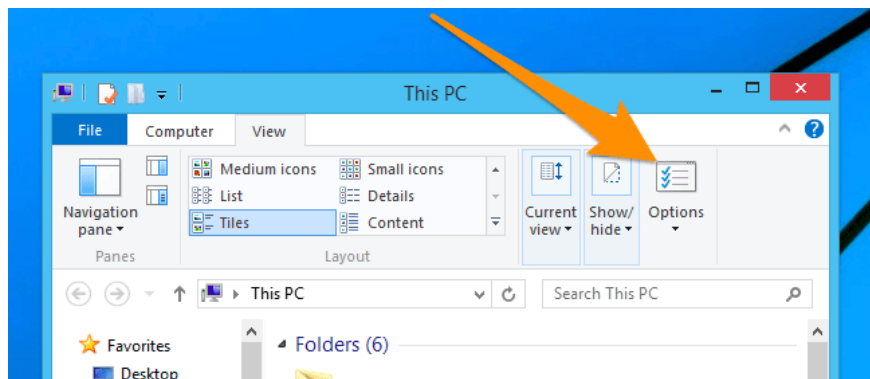 This PC
File Computer View
Medium icons Small icons
List Details
Tiles Content
Navigation pane
Current view
Show/ hide
Options
Panes Layout
This PC Search This PC
Favorites Folders (6)
Desktop